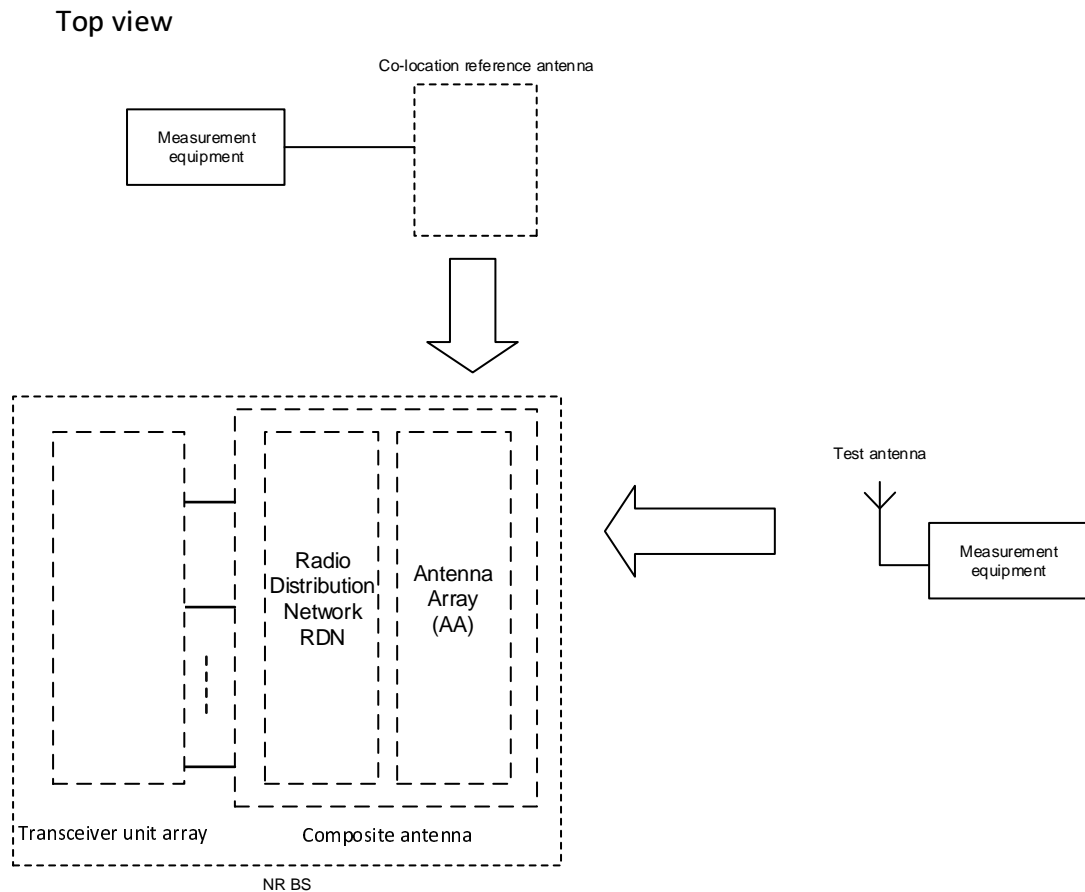 Top view
Co-location reference antenna
Measurement
equipment
Test antenna
Measurement
equipment
Radio
Distribution
Network
RDN
Antenna
Array
(AA)
Transceiver unit array
Composite antenna
NR BS